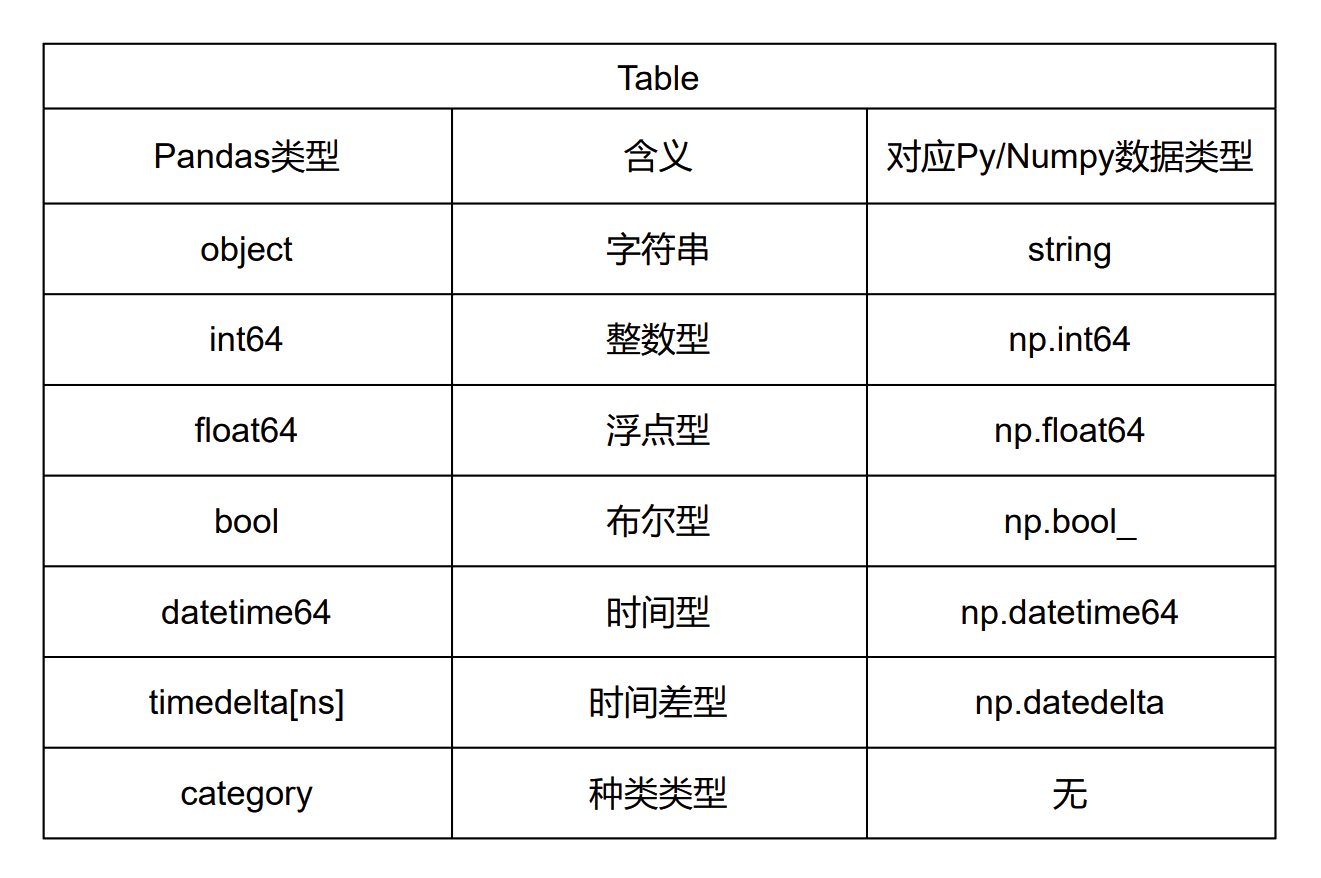 Table
Pandas类型 含义 对应Py/Numpy数据类型
object 字符串 string
int64 整数型 np.int64
float64 浮点型 np.float64
bool 布尔型 np.bool_
datetime64 时间型 np.datetime64
timedelta[ns] 时间差型 np.datedelta
category 种类类型 无